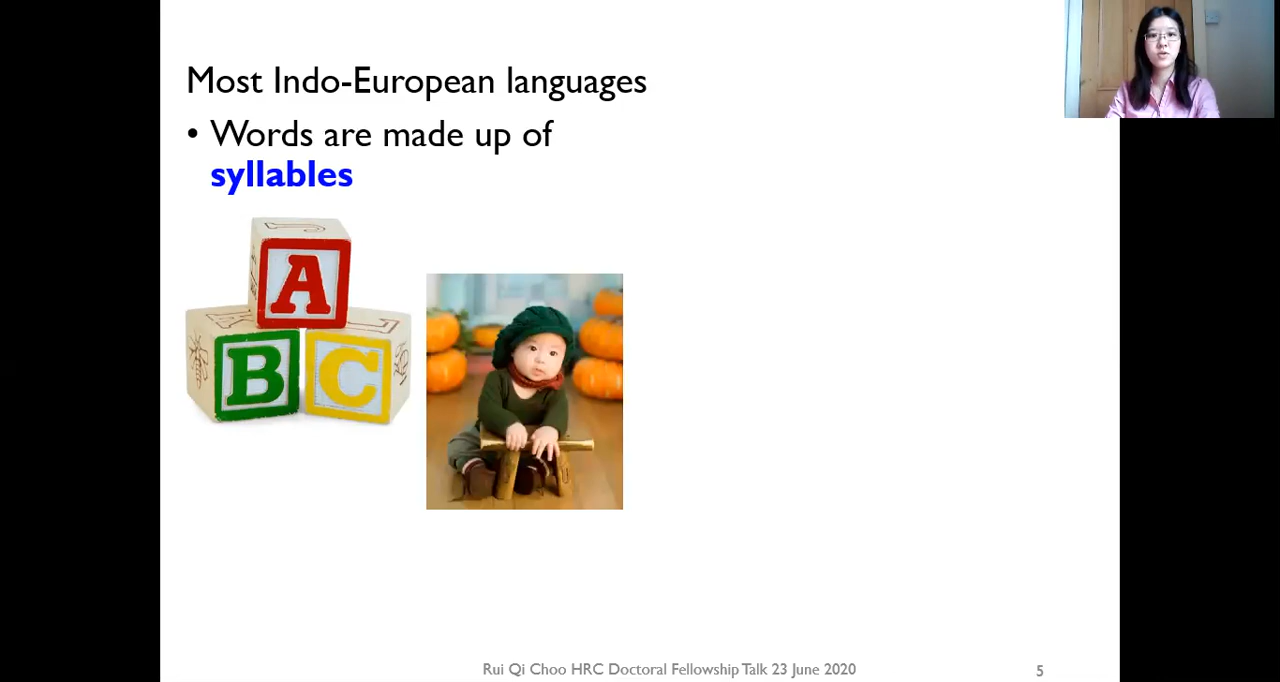 Most Indo-European languages
• Words are made up of
syllables
A
B
C
Rui Qi Choo HRC Doctoral Fellowship Talk 23 June 2020
5